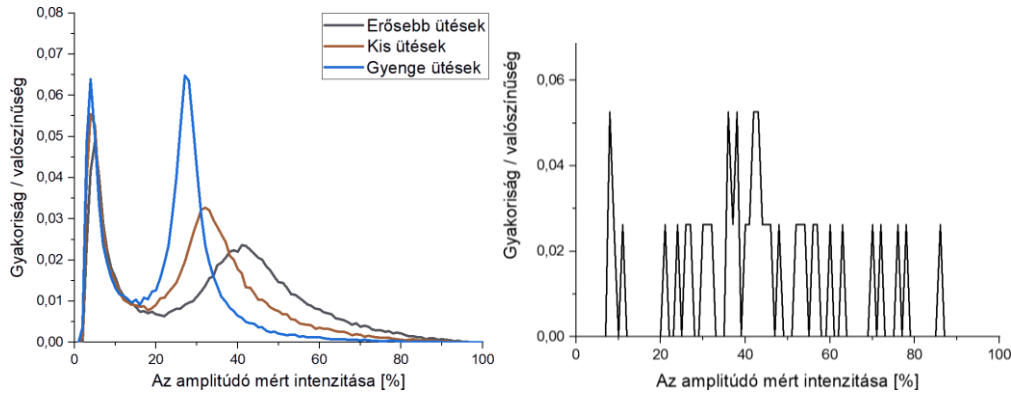 0,08
0,07
0,06
0,05
0,04
0,03
0,02
0,01
0,00
Gyakoriság / valószínűség
Erősebb ütések
Kis ütések
Gyenge ütések
0 20 40 60 80 100
Az amplitúdó mért intenzitása [%]
0,06
0,04
0,02
0,00
Gyakoriság / valószínűség
0 20 40 60 80 100
Az amplitúdó mért intenzitása [%]